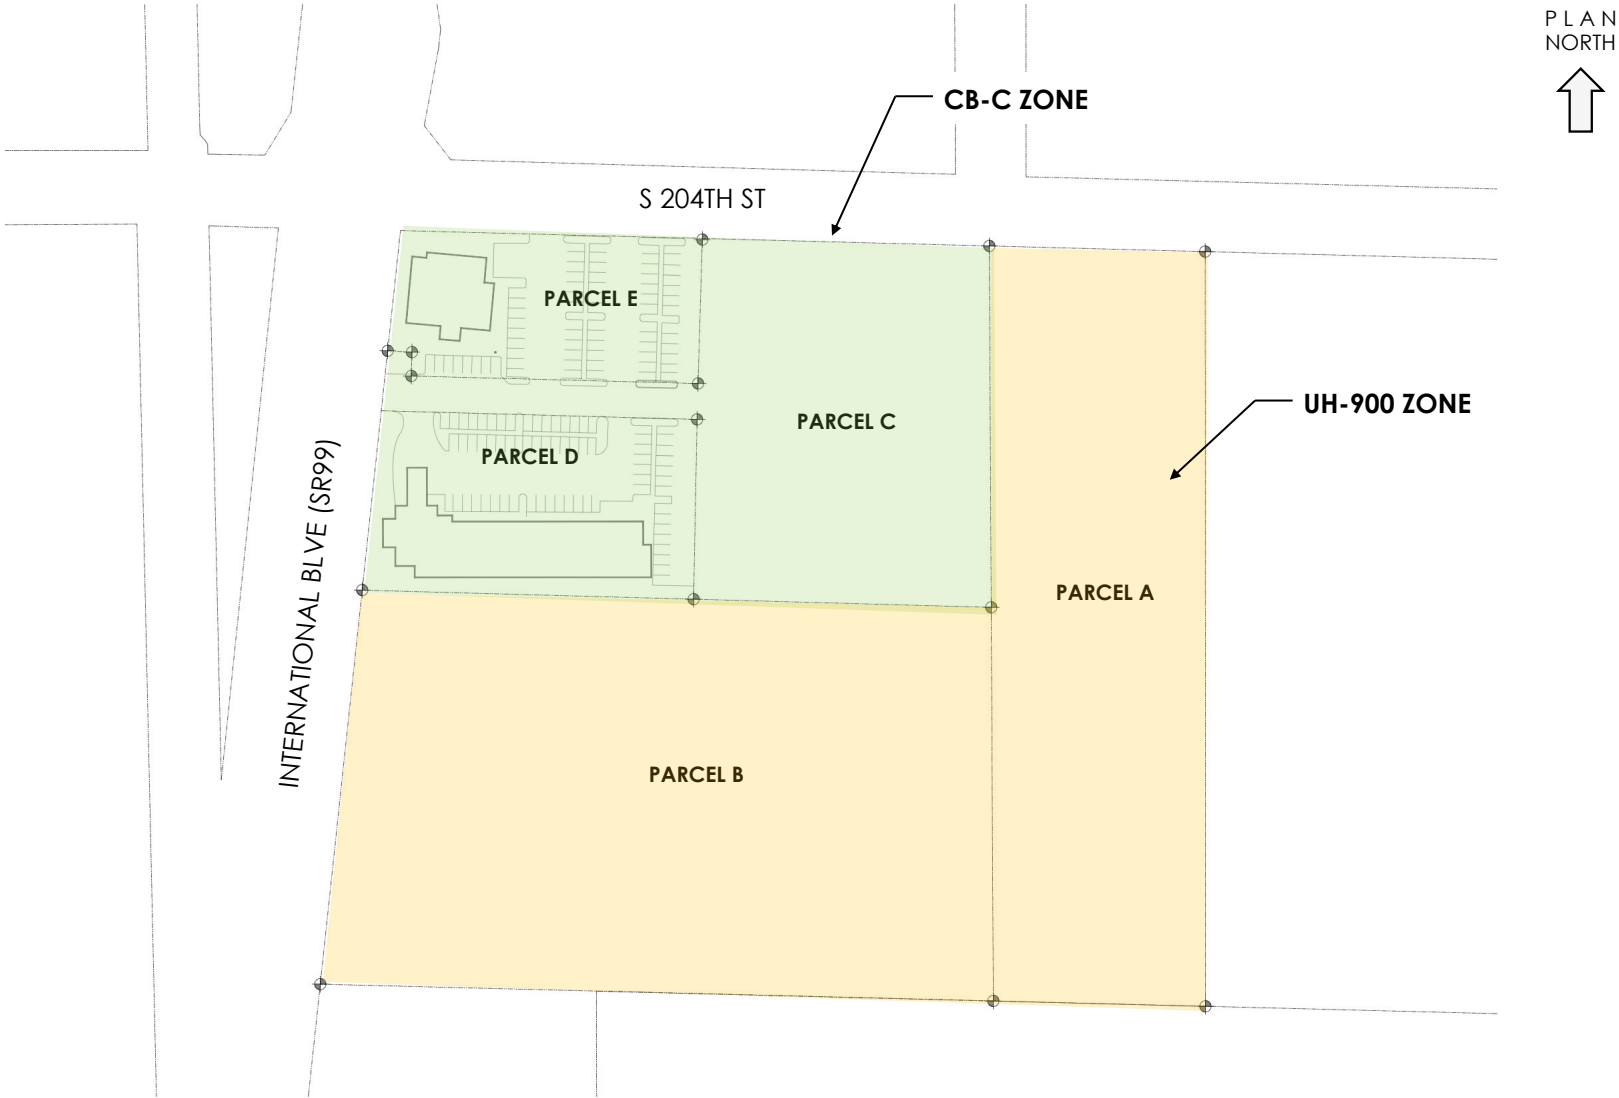 PLAN
NORTH
CB-C ZONE
S 204TH ST
PARCEL E
UH-900 ZONE
PARCEL C
PARCEL D
INTERNATIONAL BLVE (SR99)
PARCEL A
PARCEL B